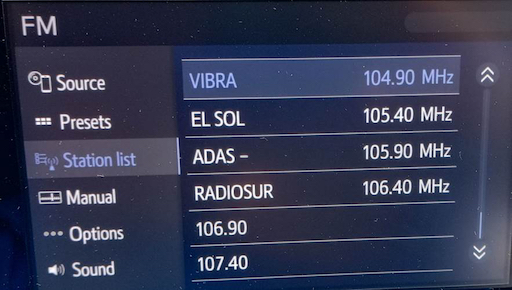 FM
Source
Presets
Station list
Manual
Options
Sound
VIBRA 104.90 MHz
EL SOL 105.40 MHz
ADAS – 105.90 MHz
RADIOSUR 106.40 MHz
106.90
107.40